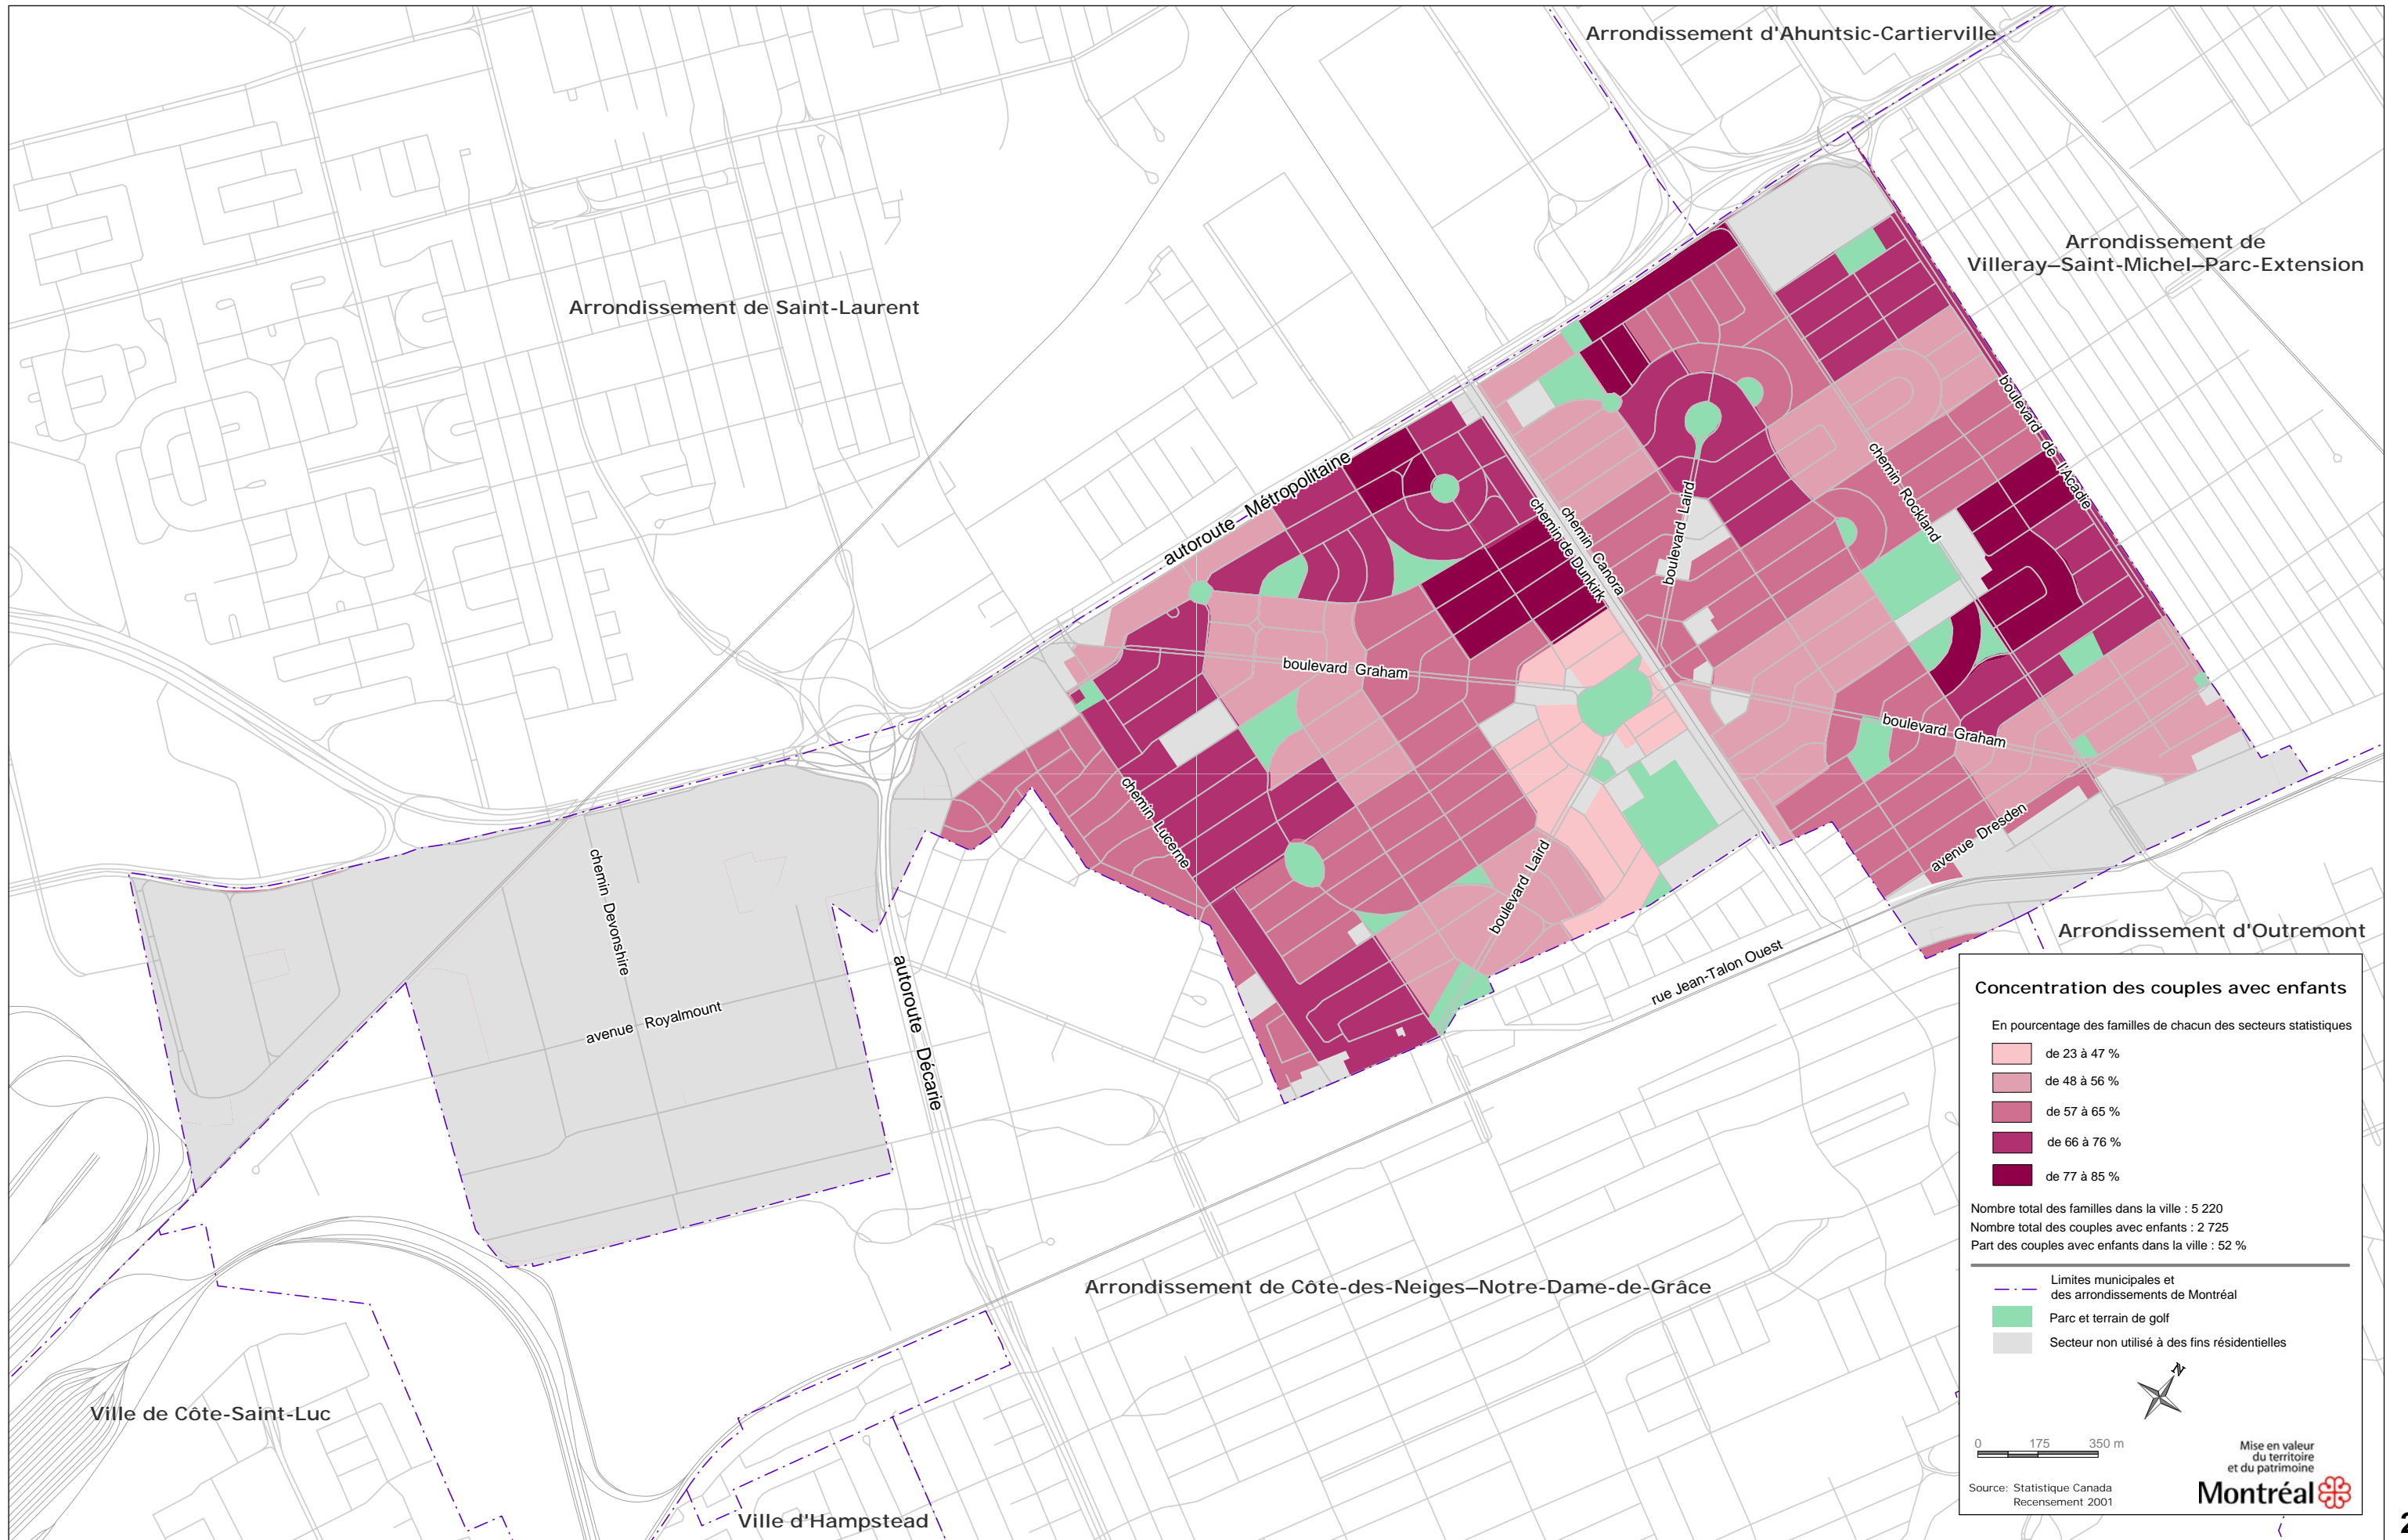 Arrondissement d'Ahuntsic-Cartierville
Arrondissement de
Villeray–Saint-Michel–Parc-Extension
Arrondissement de Saint-Laurent
autoroute Métropolitaine
boulevard de l'Acadie
chemin Rockland
boulevard Laird
chemin Canora
chemin de Dunkirk
boulevard Graham
boulevard Graham
chemin Lucerne
boulevard Laird
avenue Dresden
chemin Devonshire
avenue Royalmount
autoroute Décarie
rue Jean-Talon Ouest
Arrondissement d'Outremont
Arrondissement de Côte-des-Neiges–Notre-Dame-de-Grâce
Ville de Côte-Saint-Luc
Ville d'Hampstead
Concentration des couples avec enfants
En pourcentage des familles de chacun des secteurs statistiques
de 23 à 47 %
de 48 à 56 %
de 57 à 65 %
de 66 à 76 %
de 77 à 85 %
Nombre total des familles dans la ville : 5 220
Nombre total des couples avec enfants : 2 725
Part des couples avec enfants dans la ville : 52 %
Limites municipales et
des arrondissements de Montréal
Parc et terrain de golf
Secteur non utilisé à des fins résidentielles
N
0 175 350 m
Mise en valeur
du territoire
et du patrimoine
Montréal
Source: Statistique Canada
Recensement 2001